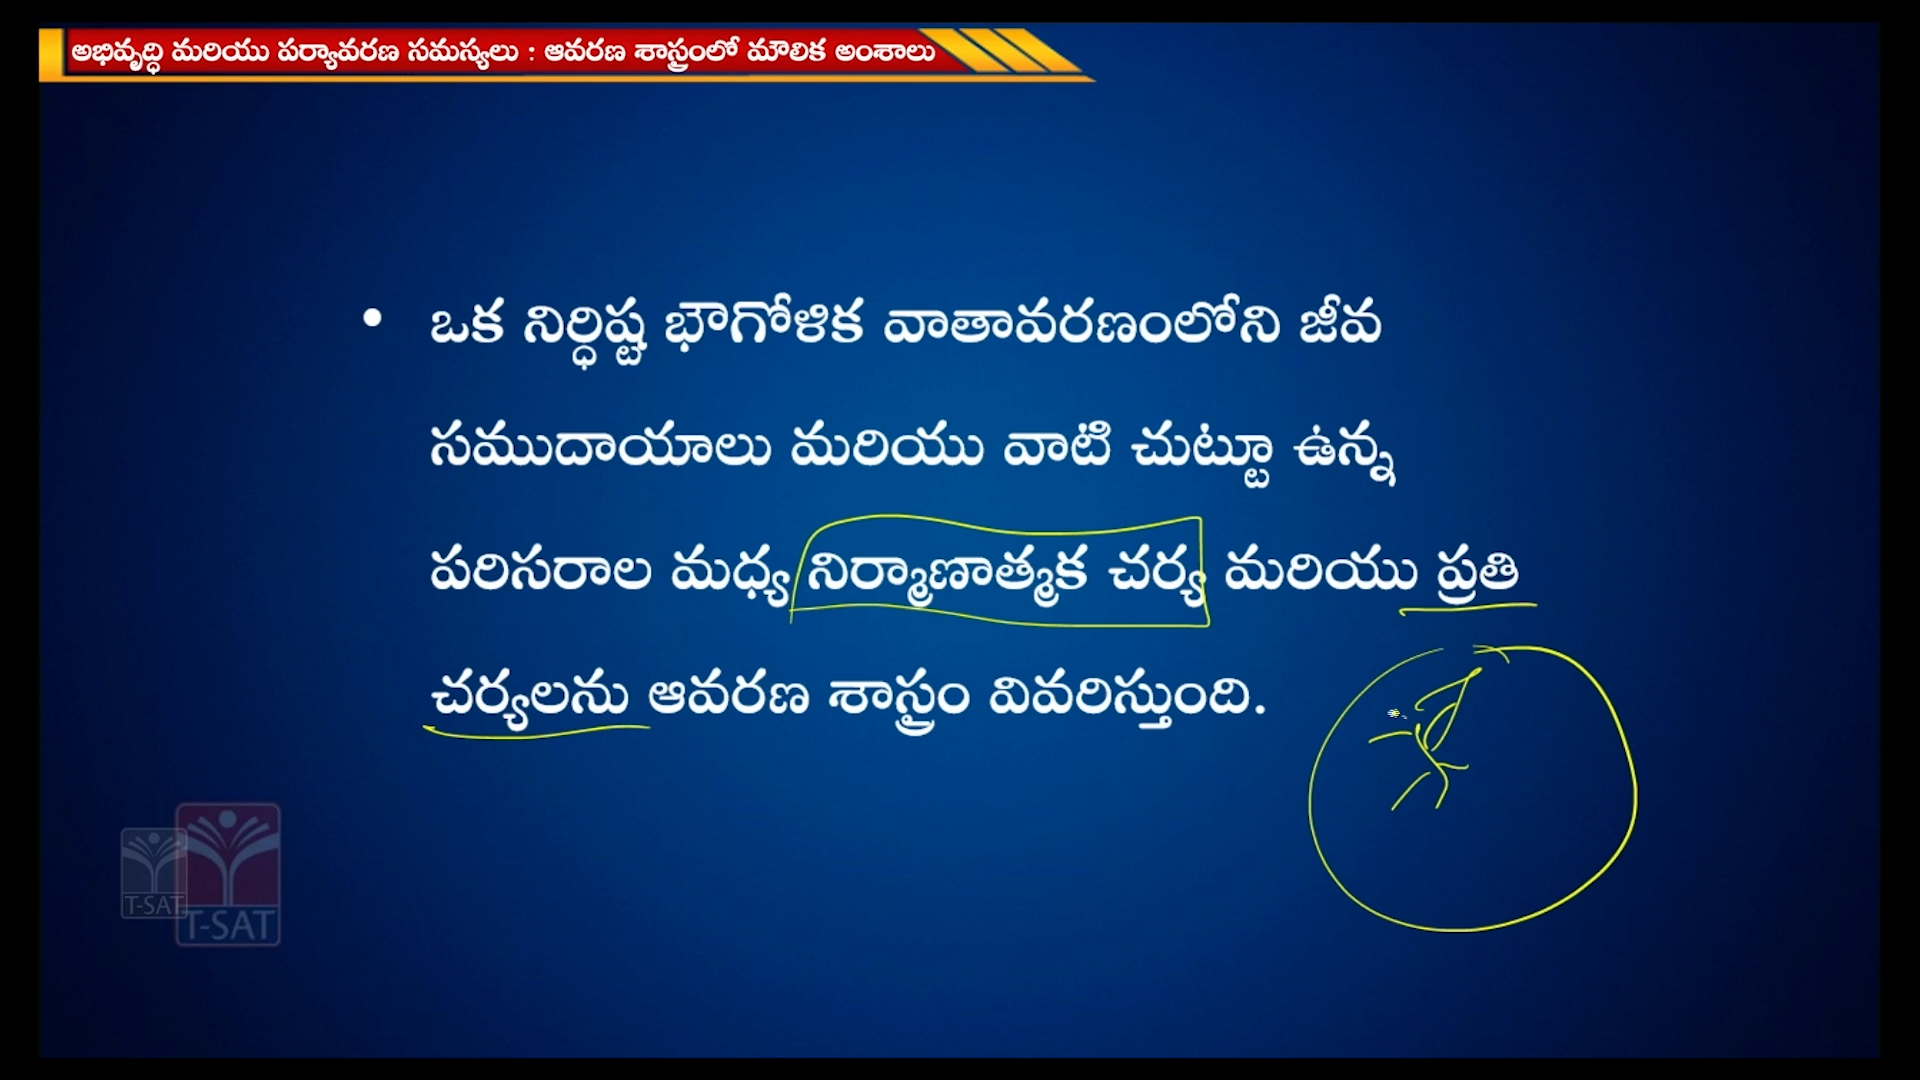 అభివృద్ధి మరియు పర్యావరణ సమస్యలు : ఆవరణ శాస్త్రంలో మౌలిక అంశాలు
• ఒక నిర్ధిష్ట భౌగోళిక వాతావరణంలోని జీవ
సముదాయాలు మరియు వాటి చుట్టూ ఉన్న
పరిసరాల మధ్య నిర్మాణాత్మక చర్య మరియు ప్రతి
చర్యలను ఆవరణ శాస్త్రం వివరిస్తుంది.
T-SAT
T-SAT